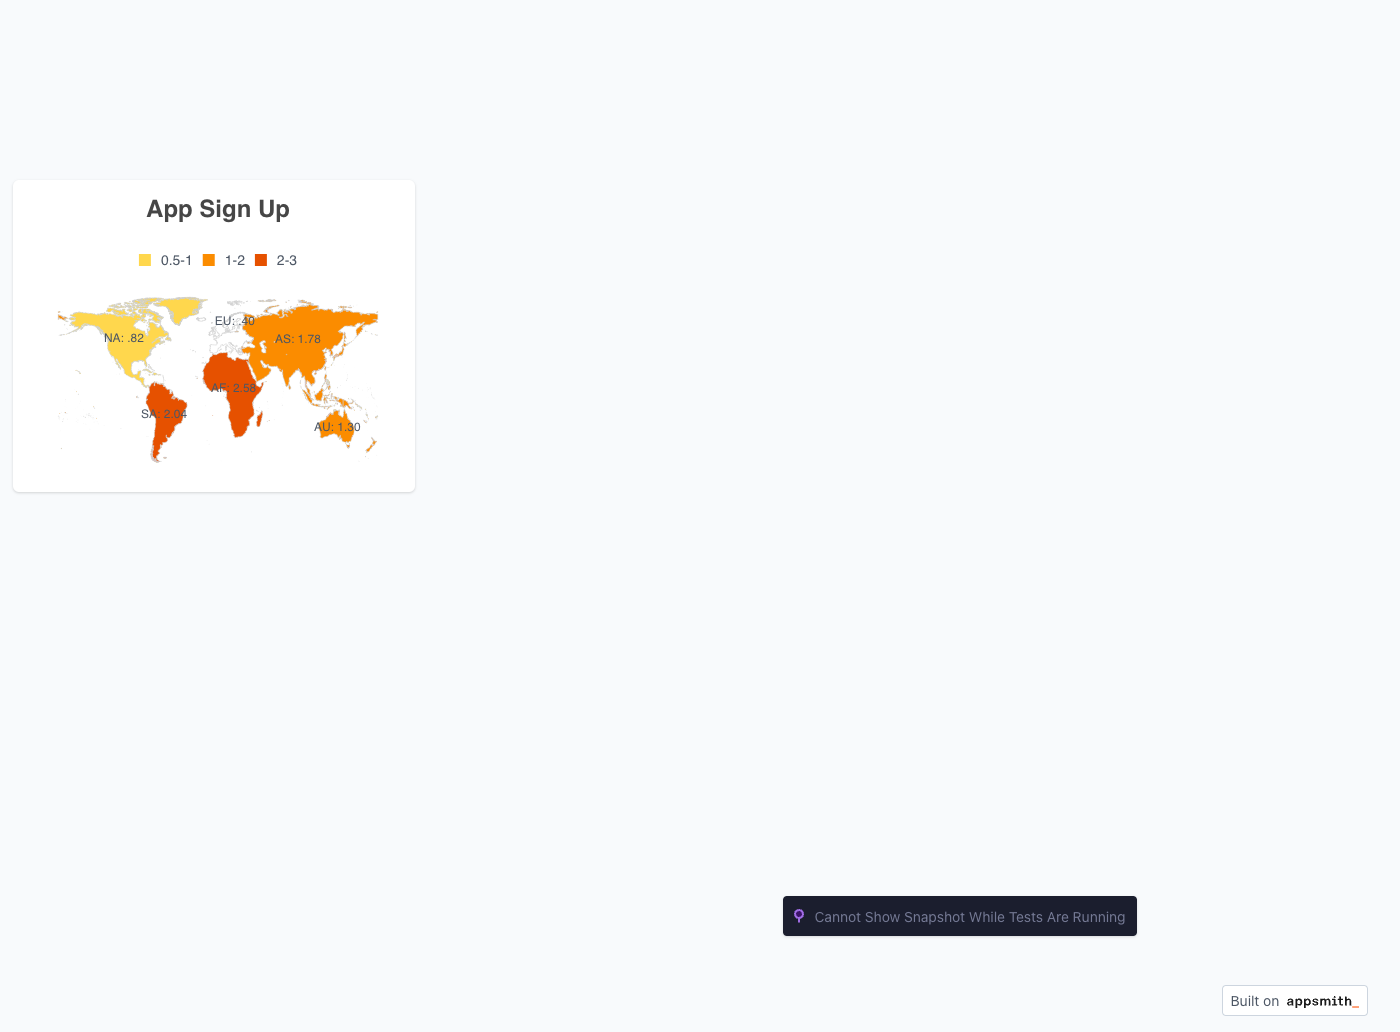 App Sign Up
0.5-1 1-2 2-3
EU: .40
NA: .82
AS: 1.78
AF: 2.58
SA: 2.04
AU: 1.30
Cannot Show Snapshot While Tests Are Running
Built on appsmith_